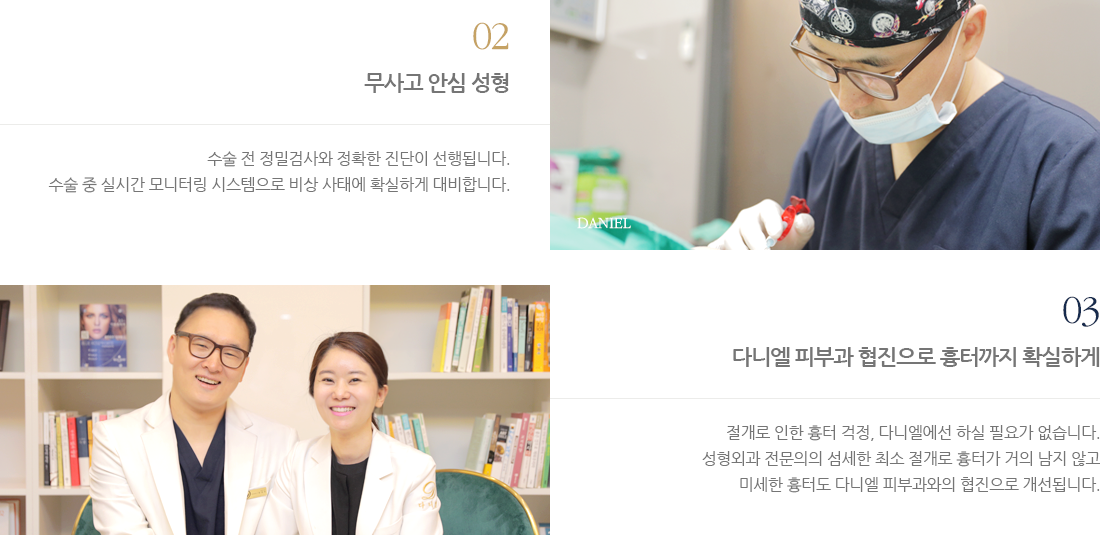 02
무사고 안심 성형
수술 전 정밀검사와 정확한 진단이 선행됩니다.
수술 중 실시간 모니터링 시스템으로 비상 사태에 확실하게 대비합니다.
DANIEL
03
다니엘 피부과 협진으로 흉터까지 확실하게
절개로 인한 흉터 걱정, 다니엘에선 하실 필요가 없습니다.
성형외과 전문의의 섬세한 최소 절개로 흉터가 거의 남지 않고
미세한 흉터도 다니엘 피부과와의 협진으로 개선됩니다.